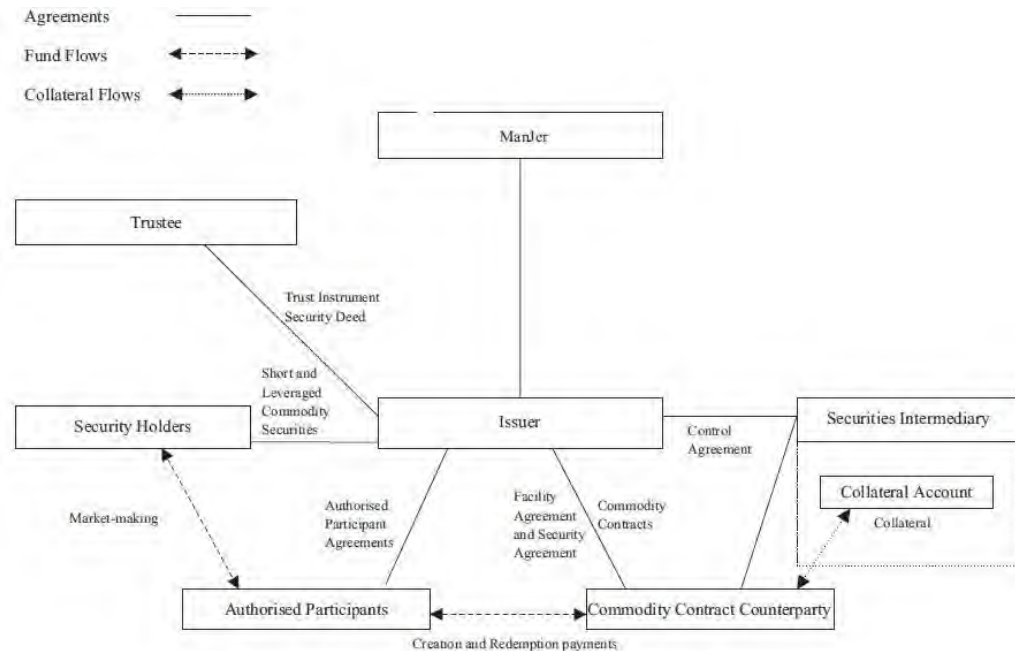 Agreements
Fund Flows
Collateral Flows
ManJer
Trustee
Trust Instrument
Security Deed
Short and
Leveraged
Commodity
Securities
Security Holders
Issuer
Securities Intermediary
Control
Agreement
Collateral Account
Collateral
Market-making
Authorised
Participant
Agreements
Facility
Agreement
and Security
Agreement
Commodity
Contracts
Authorised Participants
Commodity Contract Counterparty
Creation and Redemption payments